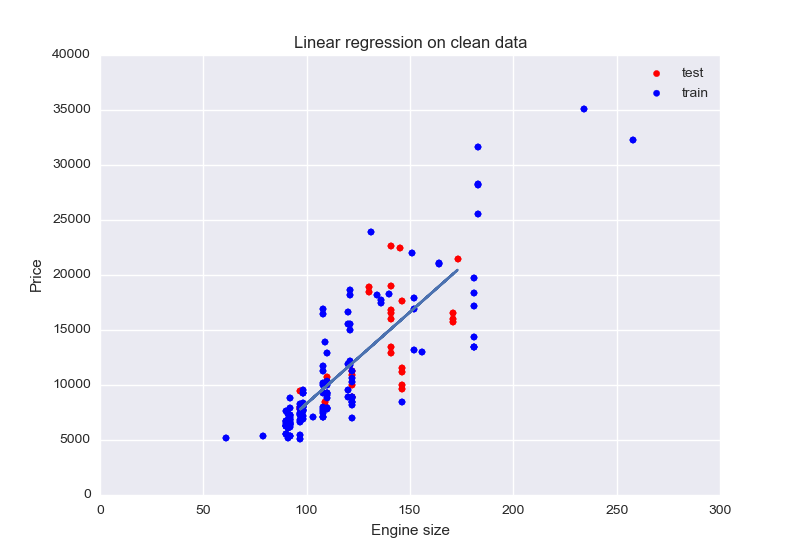 Linear regression on clean data
40000
35000
30000
25000
20000
15000
10000
5000
0
Price
test
train
0 50 100 150 200 250 300
Engine size